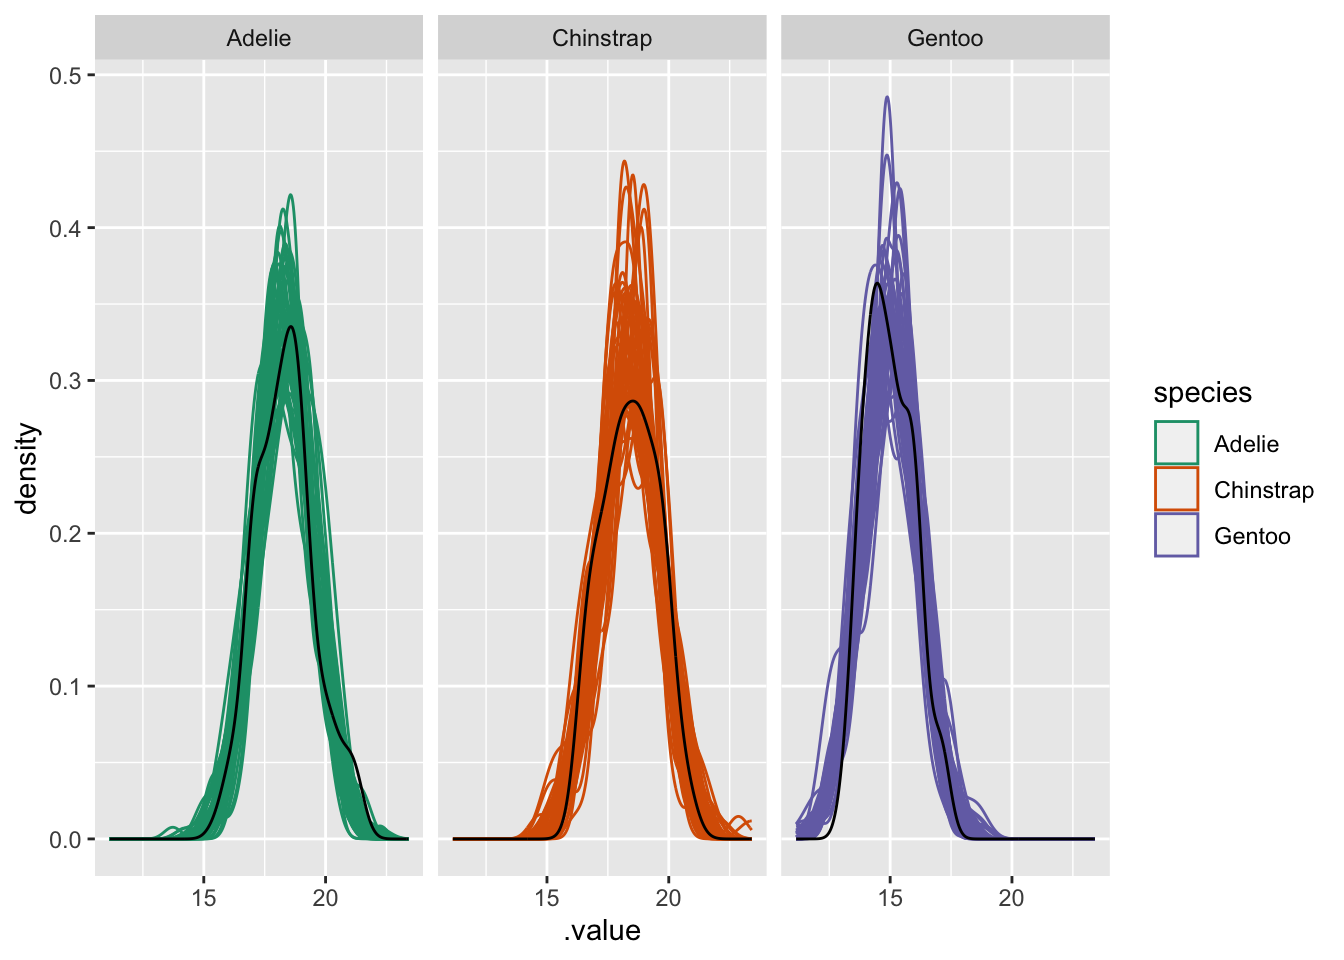 Adelie Chinstrap Gentoo
0.5
0.4
0.3
0.2
0.1
0.0
density
15 20 15 20 15 20
.value
species
Adelie
Chinstrap
Gentoo